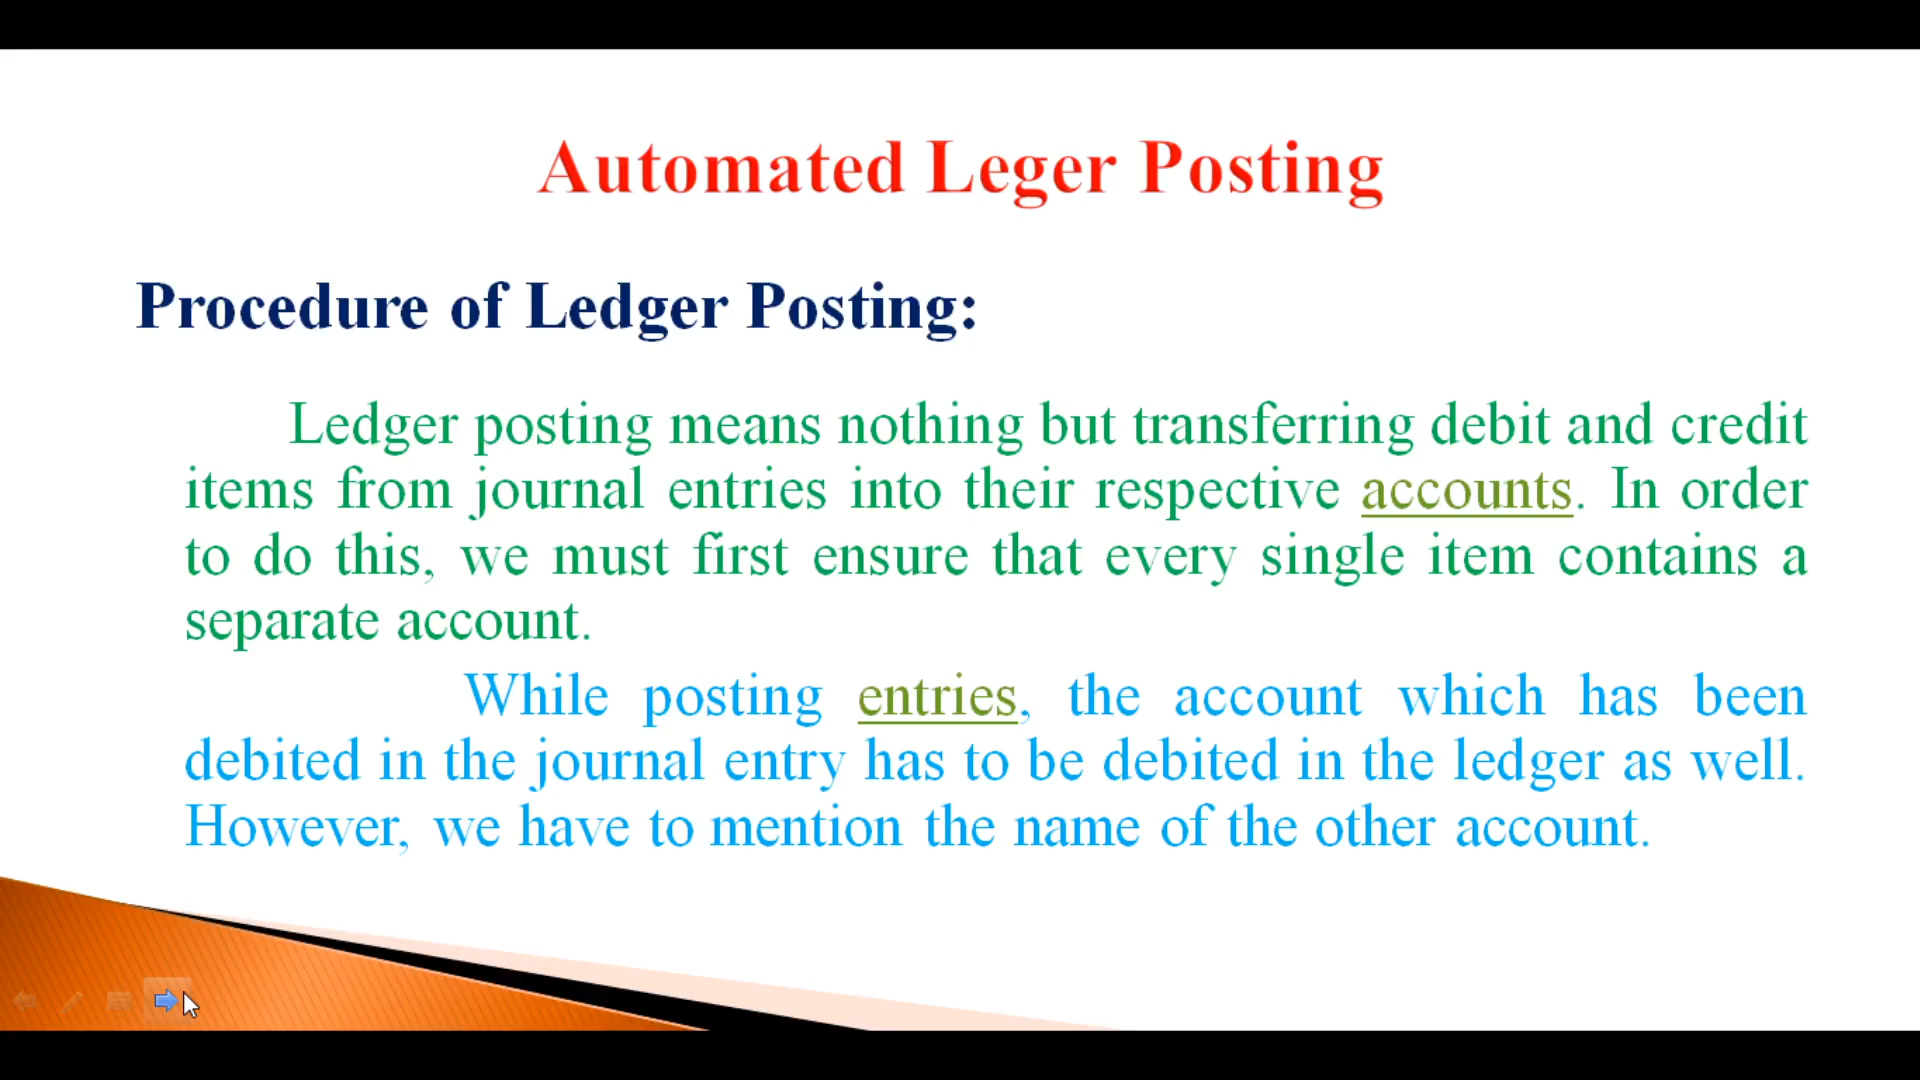 Automated Leger Posting
Procedure of Ledger Posting:
Ledger posting means nothing but transferring debit and credit
items from journal entries into their respective accounts. In order
to do this, we must first ensure that every single item contains a
separate account.
While posting entries, the account which has been
debited in the journal entry has to be debited in the ledger as well.
However, we have to mention the name of the other account.